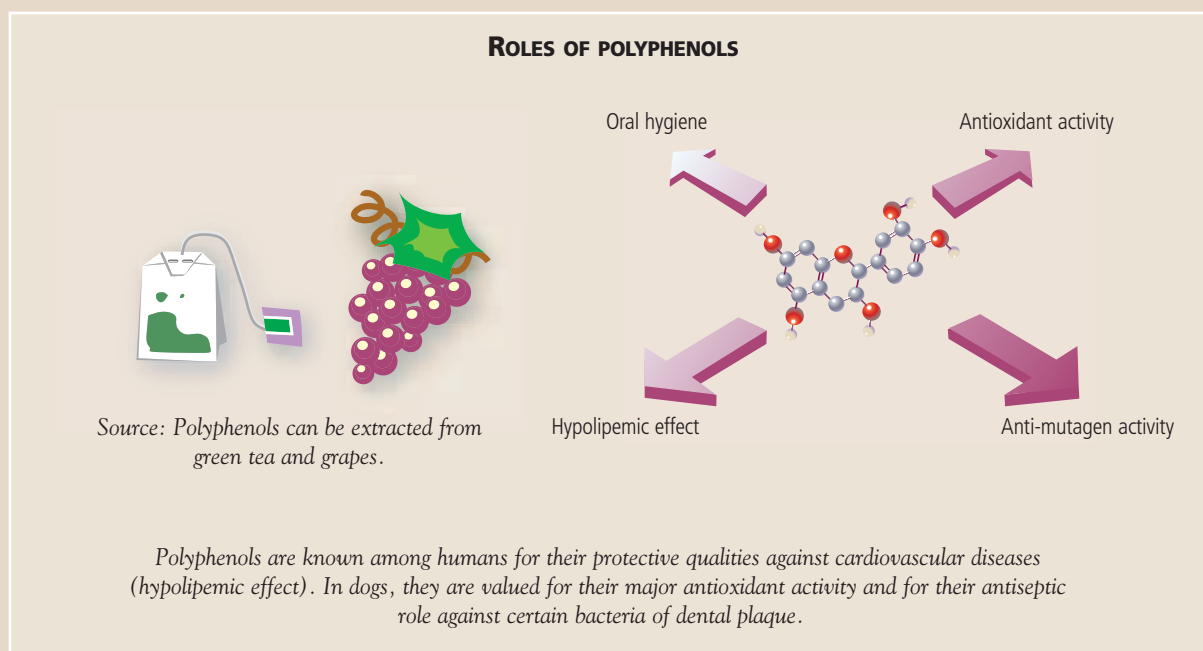 ROLES OF POLYPHENOLS
Oral hygiene
Antioxidant activity
Hypolipemic effect
Anti-mutagen activity
Source: Polyphenols can be extracted from
green tea and grapes.
Polyphenols are known among humans for their protective qualities against cardiovascular diseases
(hypolipemic effect). In dogs, they are valued for their major antioxidant activity and for their antiseptic
role against certain bacteria of dental plaque.